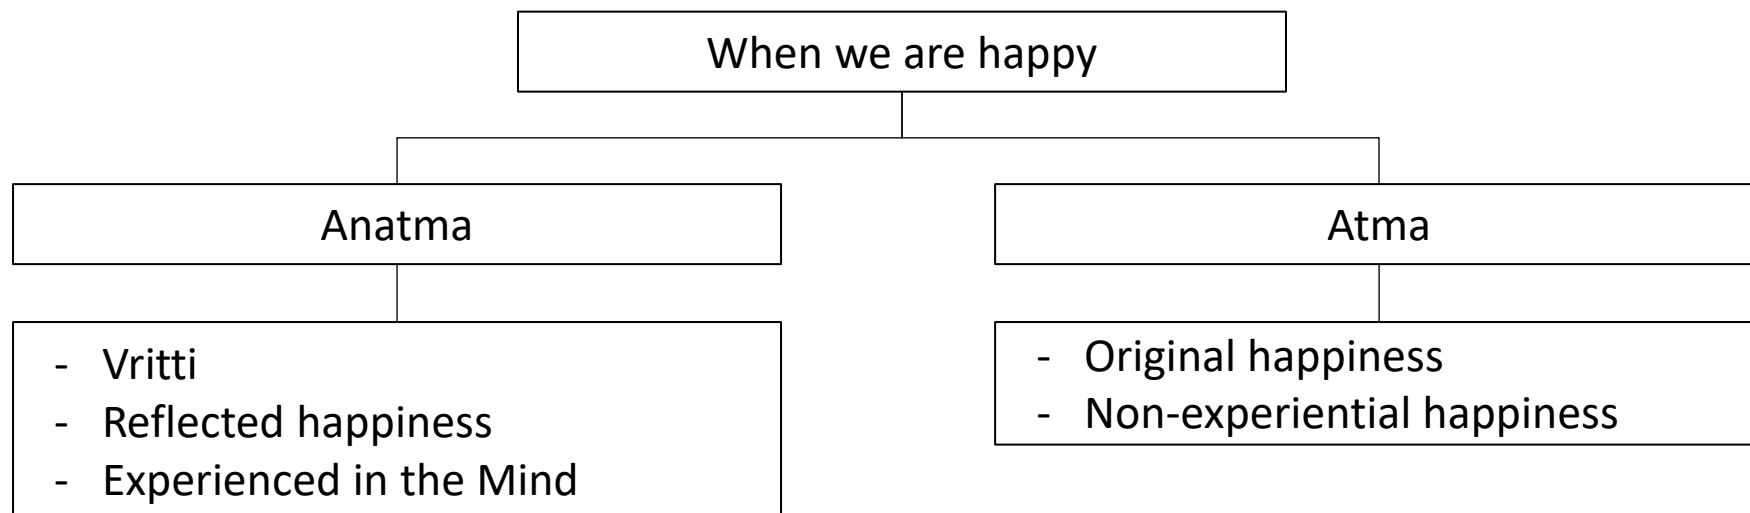 When we are happy
Anatma
Atma
- Vritti
- Reflected happiness
- Experienced in the Mind
- Original happiness
- Non-experiential happiness